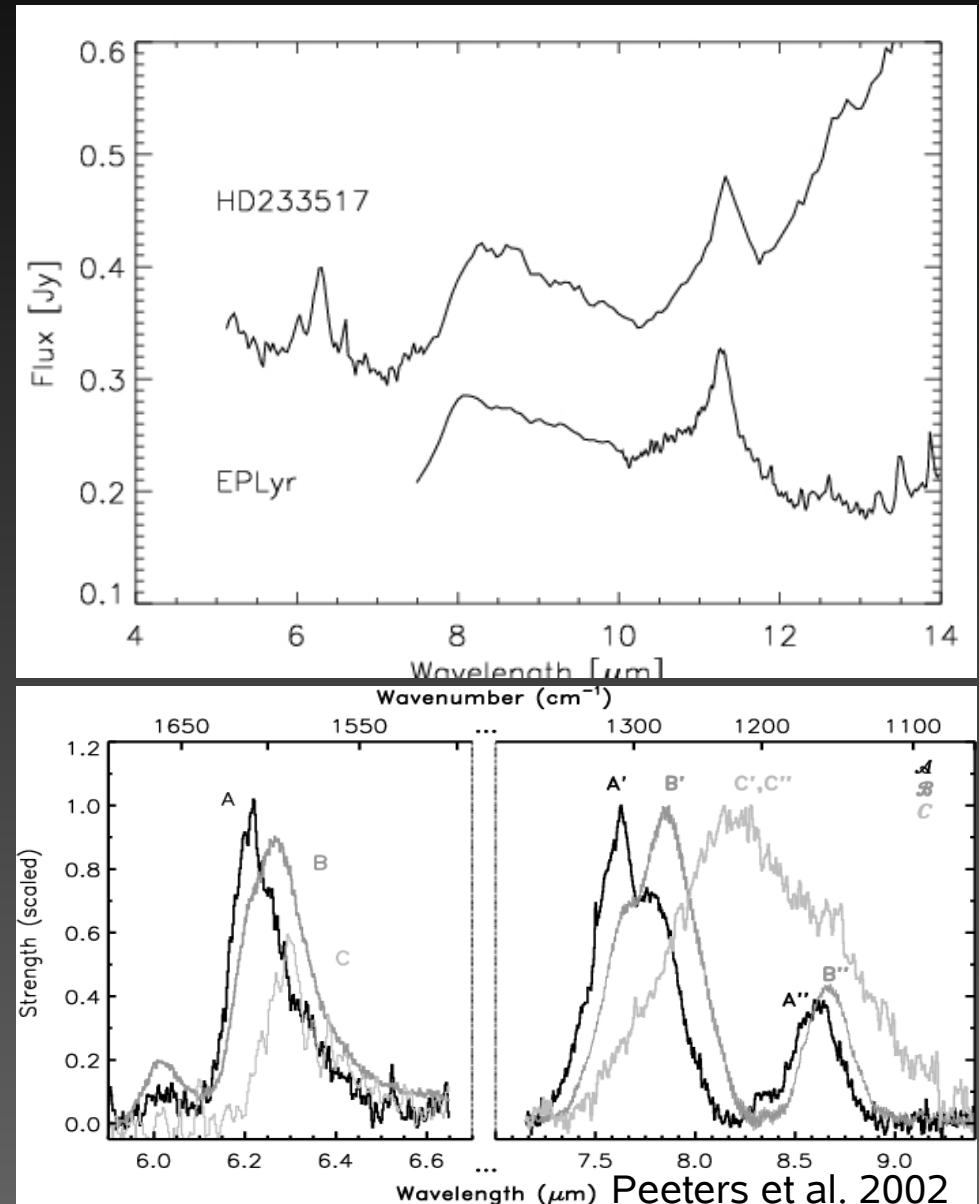 0.6
0.5
0.4
0.3
0.2
0.1
Flux [Jy]
HD233517
EPLyr
4 6 8 10 12 14
Wavelength [μm]
Wavenumber (cm⁻¹)
1650 1550 ... 1300 1200 1100
1.2
1.0
0.8
0.6
0.4
0.2
0.0
Strength (scaled)
A
B
C
A' B' C',C''
A'' B''
A
B
C
6.0 6.2 6.4 6.6 ... 7.5 8.0 8.5 9.0
Wavelength (μm) Peeters et al. 2002